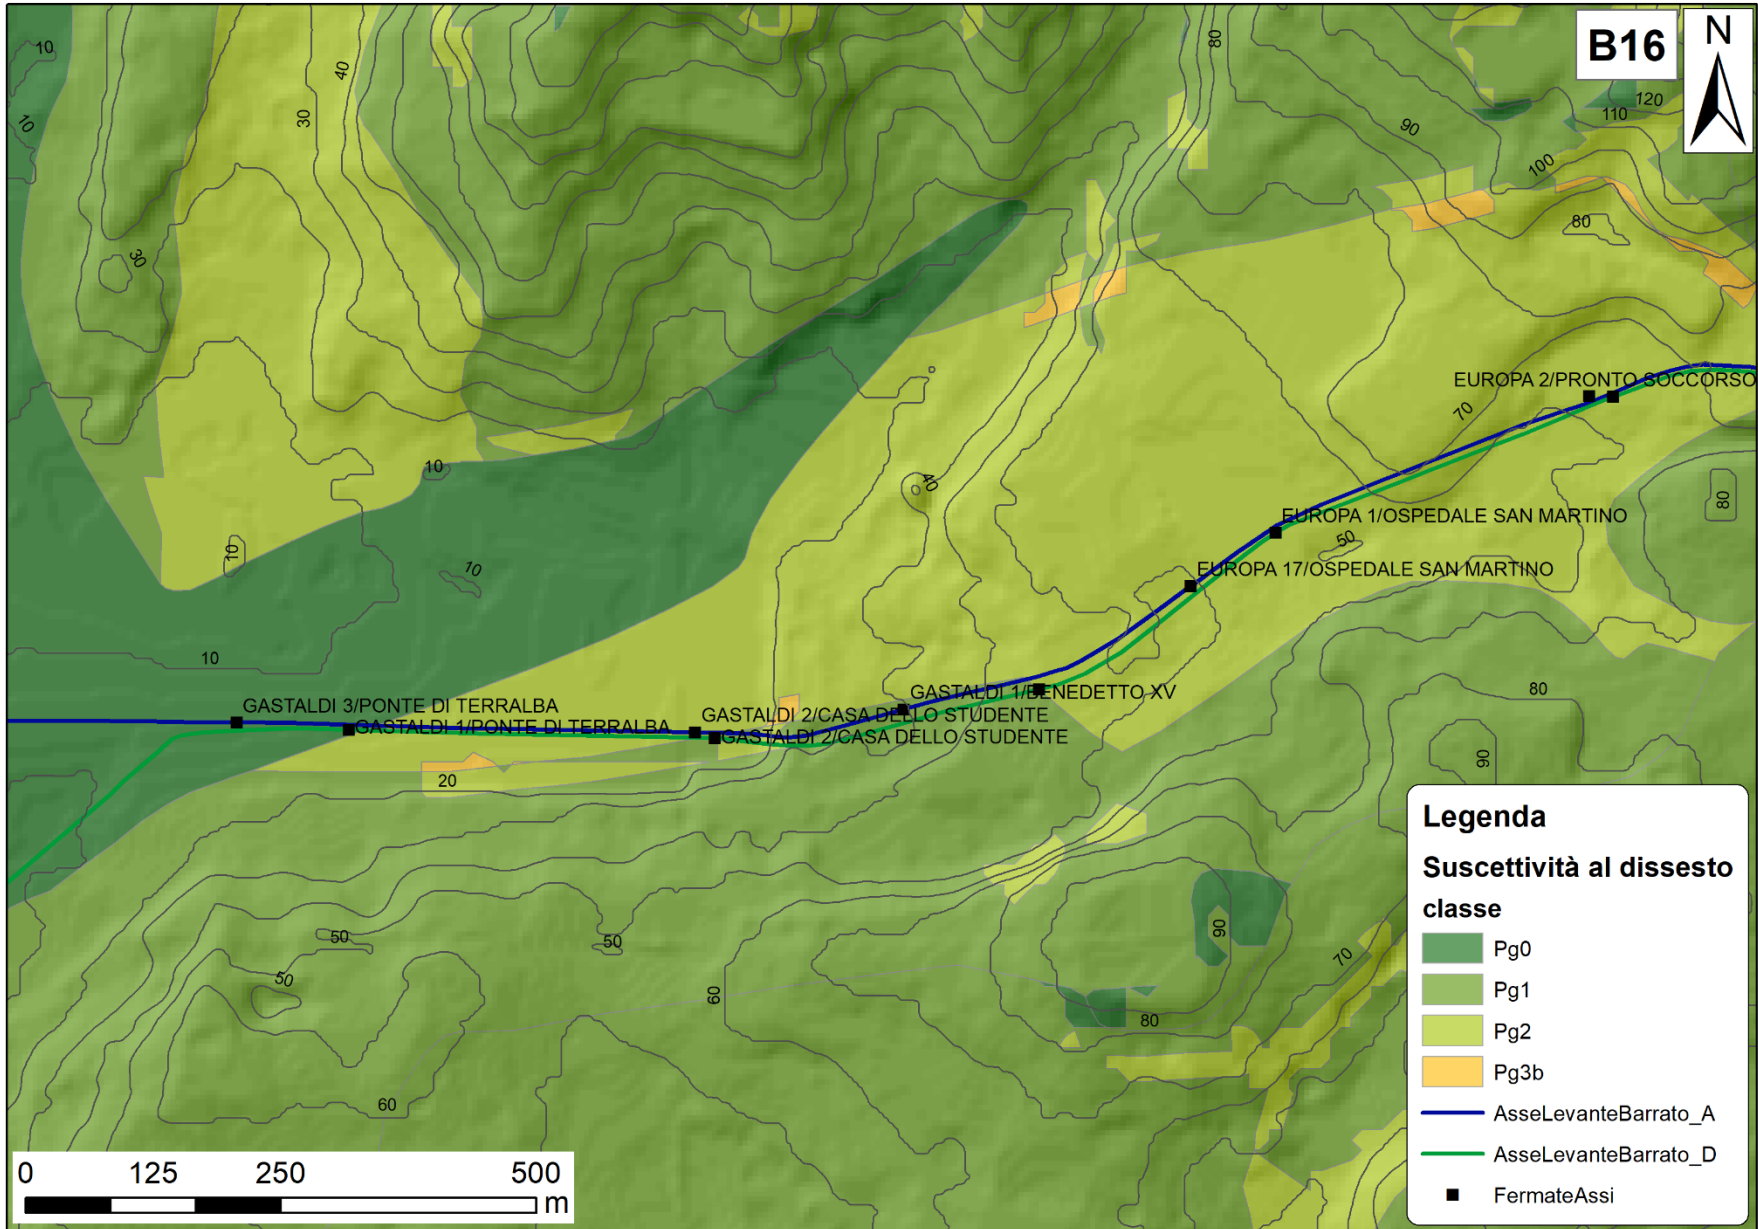 B16
N
10
40
30
10
80
90
120
110
100
80
30
EUROPA 2/PRONTO SOCCORSO
70
10
40
80
EUROPA 1/OSPEDALE SAN MARTINO
50
10
10
EUROPA 17/OSPEDALE SAN MARTINO
10
GASTALDI 1/BENEDETTO XV
80
GASTALDI 3/PONTE DI TERRALBA
GASTALDI 2/CASA DELLO STUDENTE
GASTALDI 1/PONTE DI TERRALBA
GASTALDI 2/CASA DELLO STUDENTE
90
20
50
50
90
70
50
60
80
60
Legenda
Suscettività al dissesto
classe
Pg0
Pg1
Pg2
Pg3b
AsseLevanteBarrato_A
AsseLevanteBarrato_D
FermateAssi
0 125 250 500
m